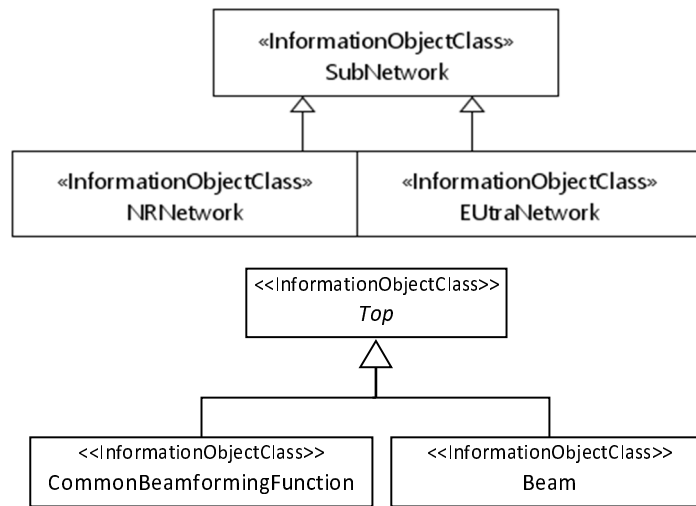 «InformationObjectClass»
SubNetwork
«InformationObjectClass»
NRNetwork
«InformationObjectClass»
EUtraNetwork
<<InformationObjectClass>>
Top
<<InformationObjectClass>>
CommonBeamformingFunction
<<InformationObjectClass>>
Beam